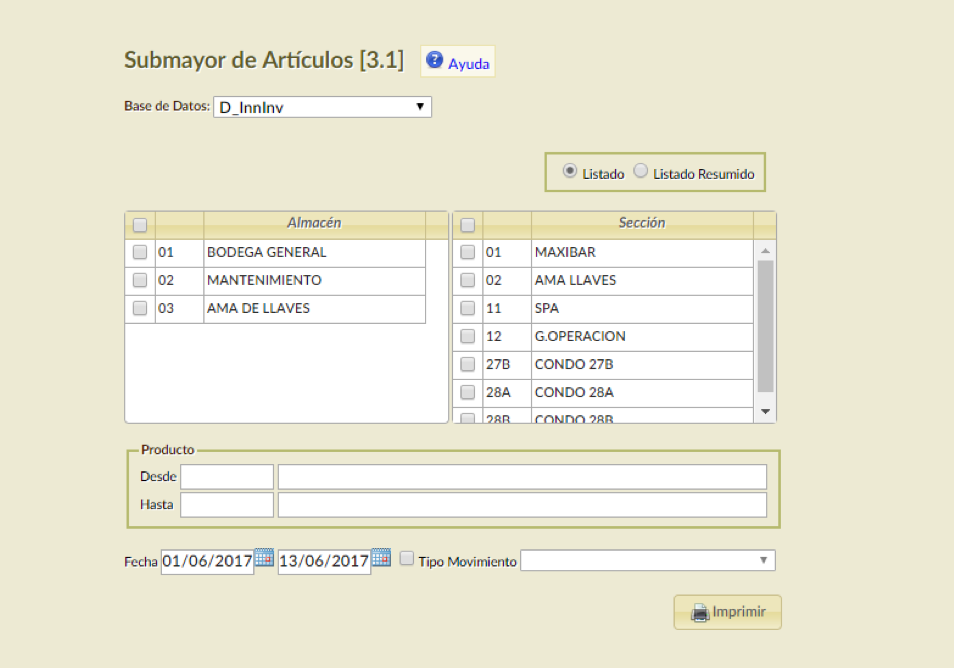 Submayor de Artículos [3.1] Ayuda
Base de Datos: D_InnInv
Listado Listado Resumido
Almacén
01 BODEGA GENERAL
02 MANTENIMIENTO
03 AMA DE LLAVES
Sección
01 MAXIBAR
02 AMA LLAVES
11 SPA
12 G.OPERACION
27B CONDO 27B
28A CONDO 28A
28B CONDO 28B
Producto
Desde
Hasta
Fecha 01/06/2017 13/06/2017 Tipo Movimiento
Imprimir